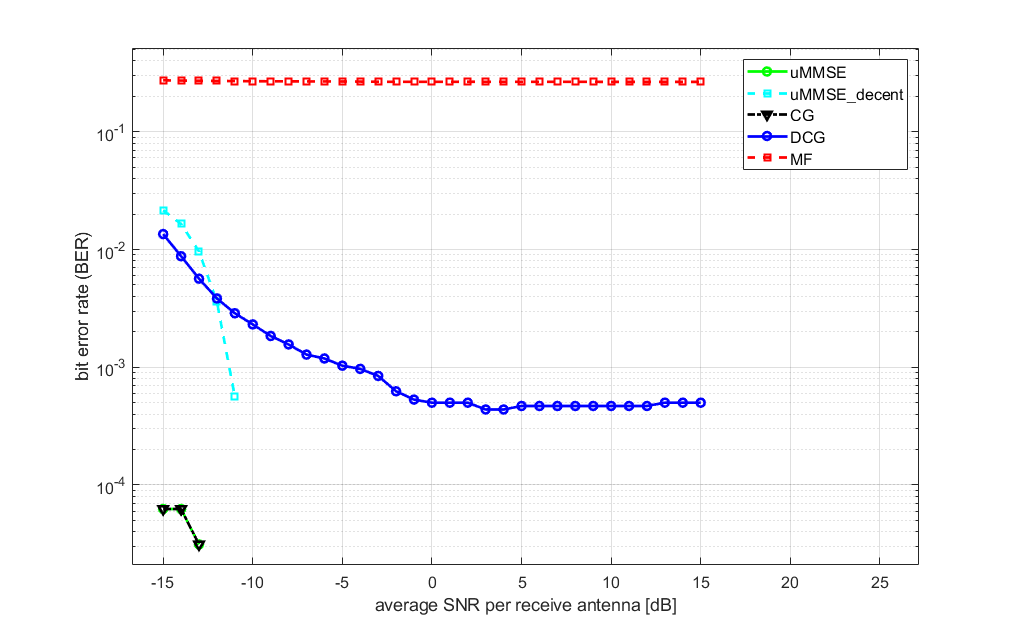 uMMSE
uMMSE_decent
CG
DCG
MF
10^-1
10^-2
10^-3
10^-4
bit error rate (BER)
-15 -10 -5 0 5 10 15 20 25
average SNR per receive antenna [dB]